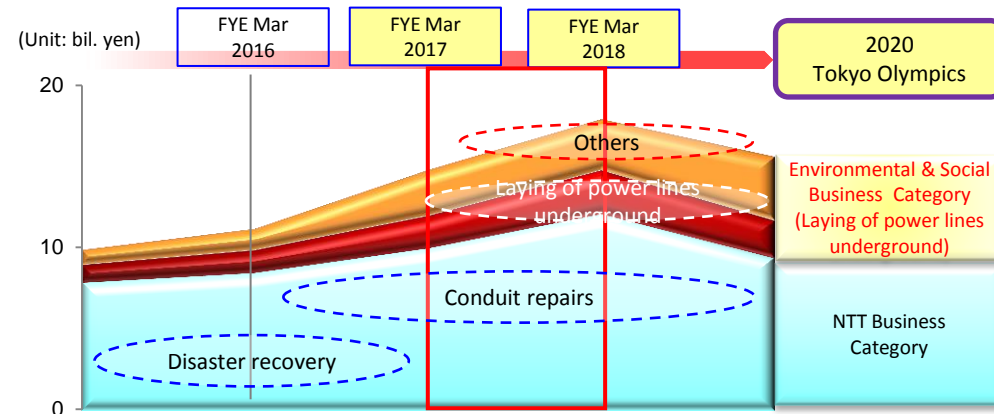 (Unit: bil. yen)
FYE Mar
2016
FYE Mar
2017
FYE Mar
2018
2020
Tokyo Olympics
20
10
0
Others
Laying of power lines
underground
Conduit repairs
Disaster recovery
Environmental & Social
Business Category
(Laying of power lines
underground)
NTT Business
Category